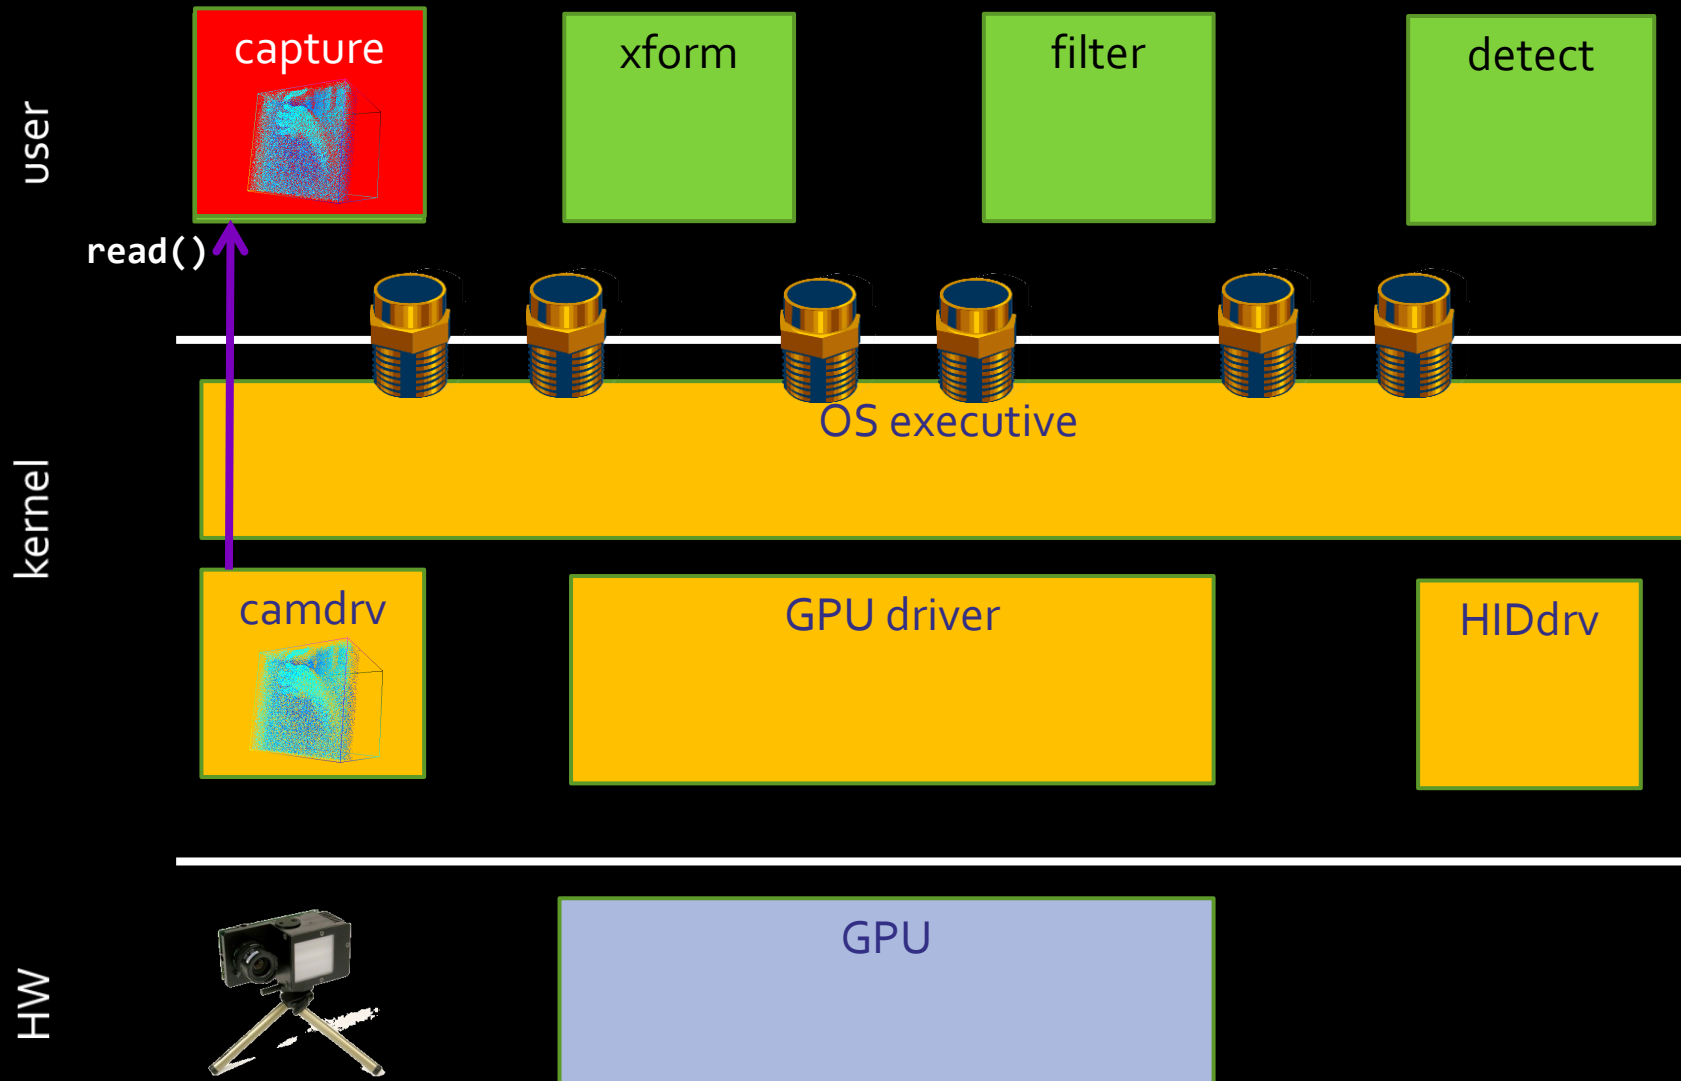 user
capture
xform
filter
detect
read()
kernel
OS executive
camdrv
GPU driver
HIDdrv
HW
GPU